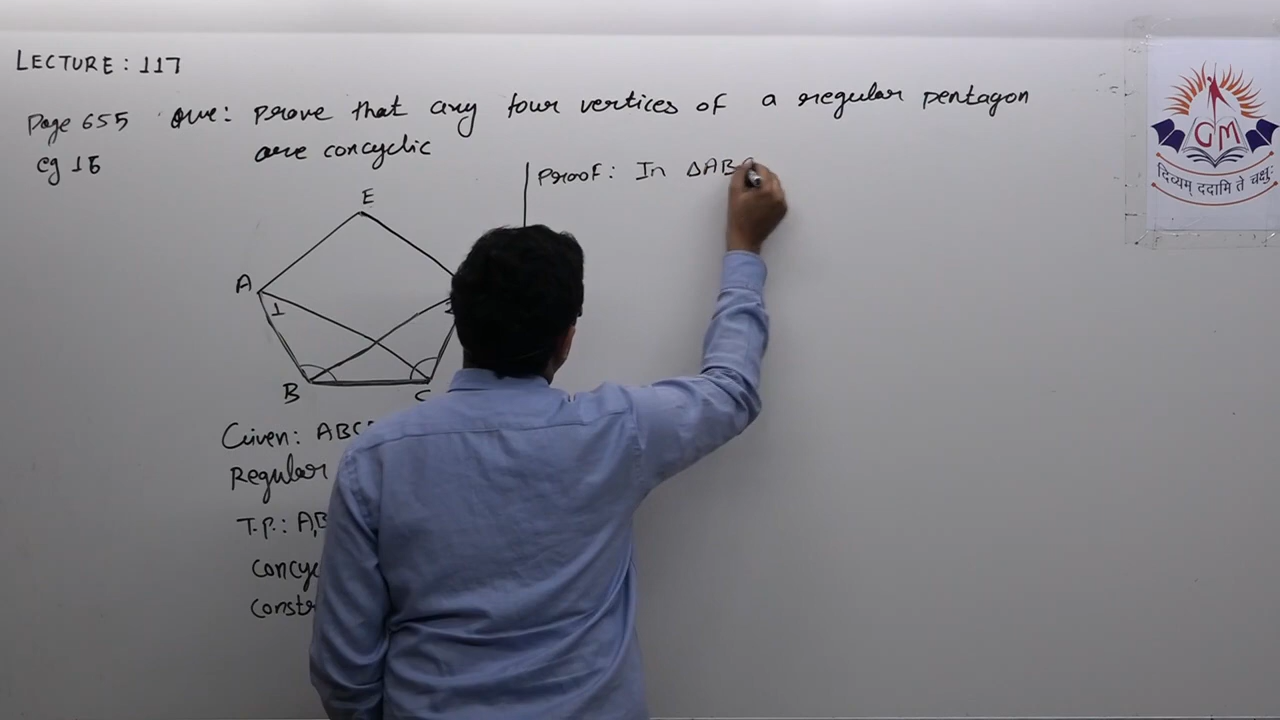 LECTURE: 117
Page 655 Que: Prove that any four vertices of a regular pentagon
eg 15 are concyclic
Proof: In ΔABC
E
A
1
B C
Given: ABC
Regular
T.P.: A,B
concyc
const
GM
दिव्यम् ददामि ते चक्षुः